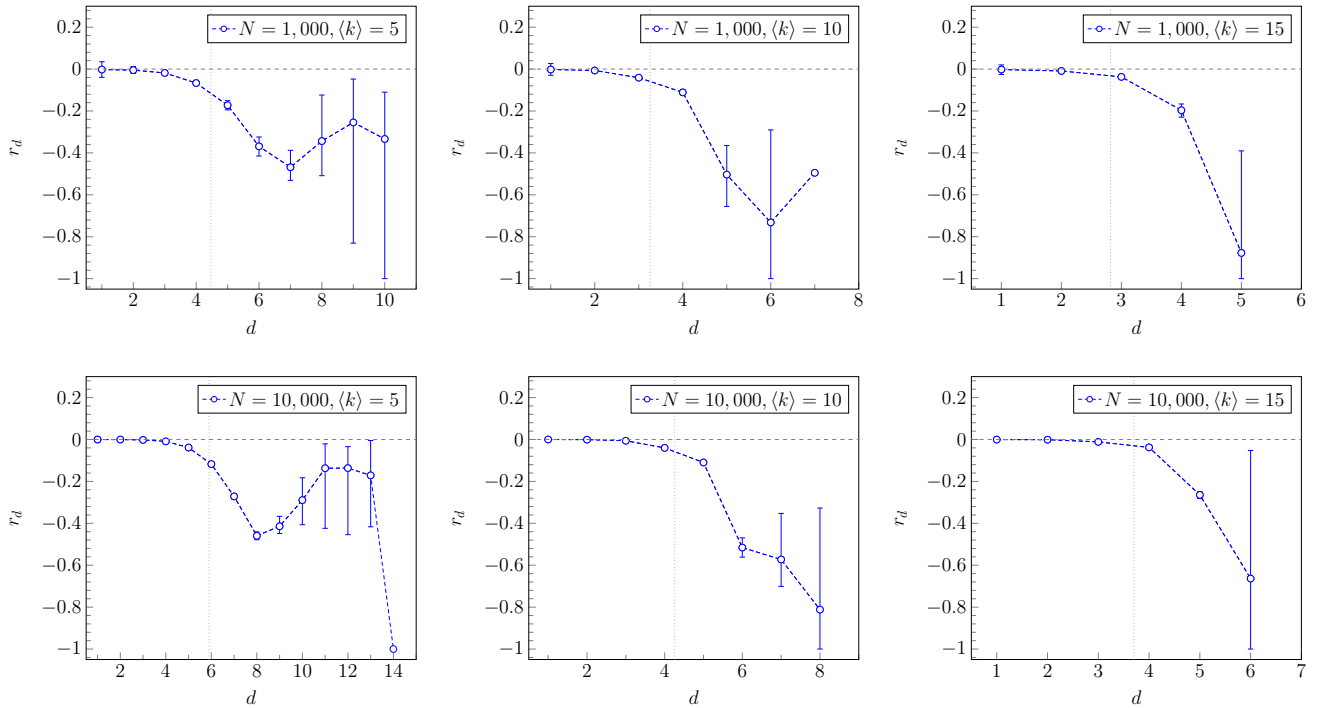 N = 1,000, ⟨k⟩ = 5
0.2
0
−0.2
−0.4
−0.6
−0.8
−1
r_d
2 4 6 8 10
d
N = 1,000, ⟨k⟩ = 10
0.2
0
−0.2
−0.4
−0.6
−0.8
−1
r_d
2 4 6 8
d
N = 1,000, ⟨k⟩ = 15
0.2
0
−0.2
−0.4
−0.6
−0.8
−1
r_d
1 2 3 4 5 6
d
N = 10,000, ⟨k⟩ = 5
0.2
0
−0.2
−0.4
−0.6
−0.8
−1
r_d
2 4 6 8 10 12 14
d
N = 10,000, ⟨k⟩ = 10
0.2
0
−0.2
−0.4
−0.6
−0.8
−1
r_d
2 4 6 8
d
N = 10,000, ⟨k⟩ = 15
0.2
0
−0.2
−0.4
−0.6
−0.8
−1
r_d
1 2 3 4 5 6 7
d